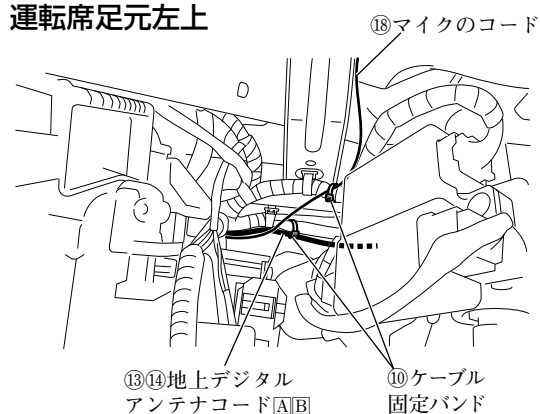 運転席足元左上
⑱マイクのコード
⑬⑭地上デジタル
アンテナコード🄰🄱
⑩ケーブル
固定バンド